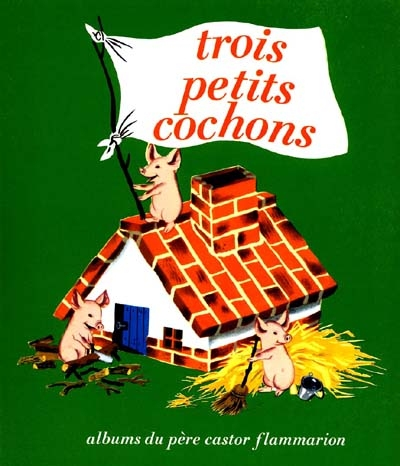 trois
petits
cochons
albums du père castor flammarion